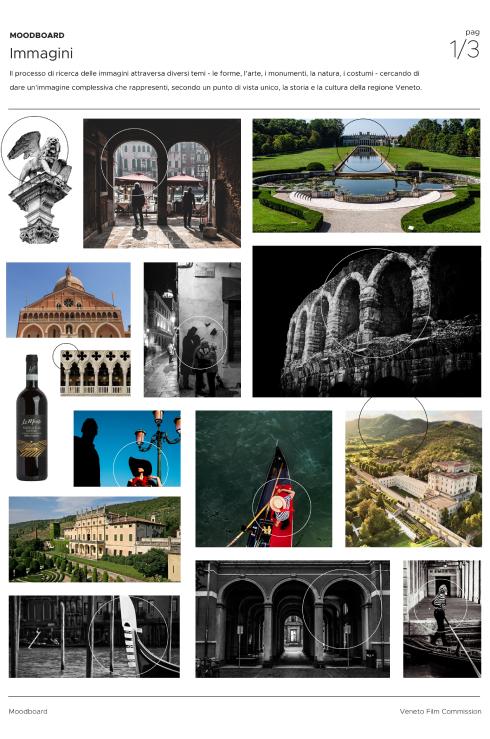 MOODBOARD
pag
Immagini
1/3
Il processo di ricerca delle immagini attraversa diversi temi - le forme, l'arte, i monumenti, la natura, i costumi - cercando di
dare un'immagine complessiva che rappresenti, secondo un punto di vista unico, la storia e la cultura della regione Veneto.
Moodboard
Veneto Film Commission